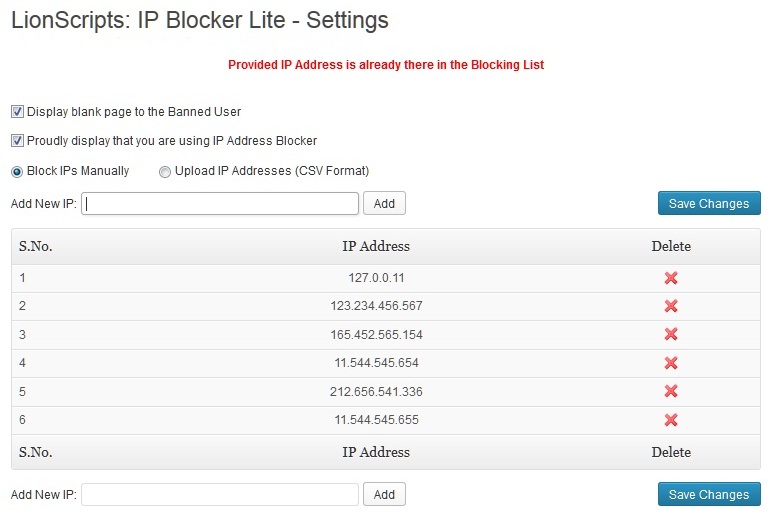 LionScripts: IP Blocker Lite - Settings
Provided IP Address is already there in the Blocking List
Display blank page to the Banned User
Proudly display that you are using IP Address Blocker
Block IPs Manually Upload IP Addresses (CSV Format)
Add New IP: Add Save Changes
S.No. IP Address Delete
1 127.0.0.11
2 123.234.456.567
3 165.452.565.154
4 11.544.545.654
5 212.656.541.336
6 11.544.545.655
S.No. IP Address Delete
Add New IP: Add Save Changes